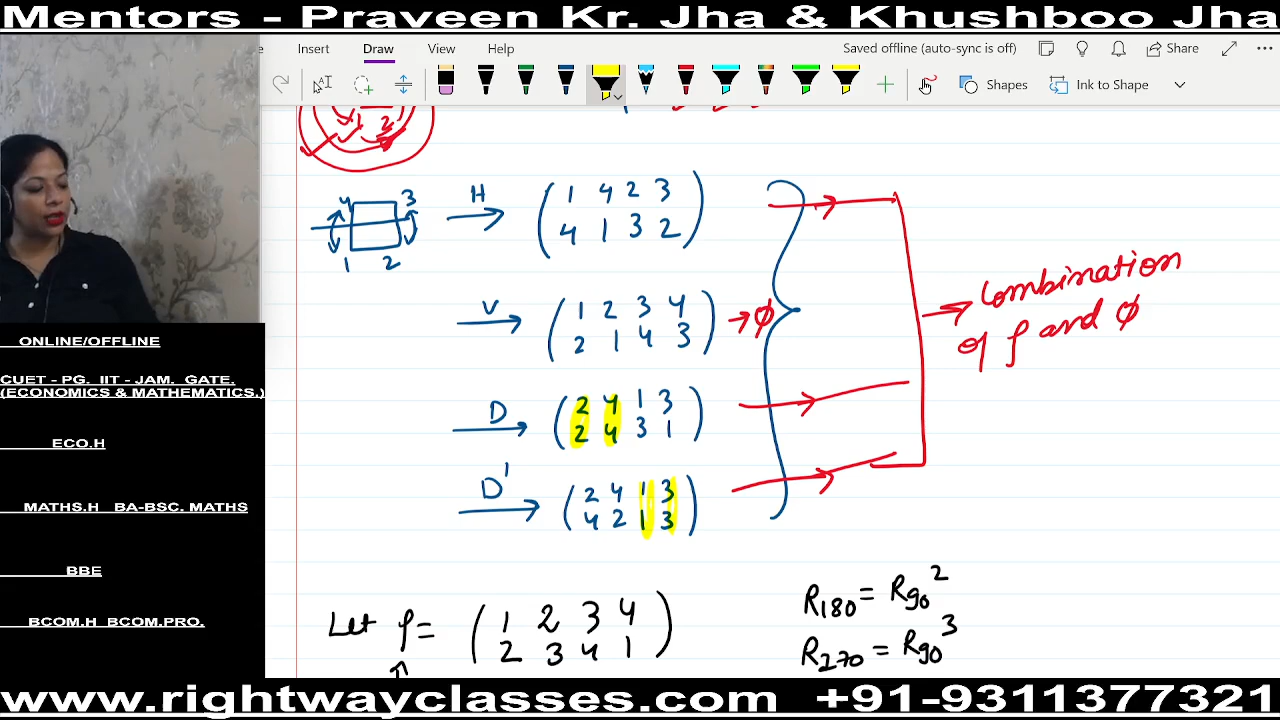 Mentors - Praveen Kr. Jha & Khushboo Jha
Insert Draw View Help Saved offline (auto-sync is off) Share
Shapes Ink to Shape
1 2
4 3 H ( 1 4 2 3
1 2 4 1 3 2 )
V ( 1 2 3 4
2 1 4 3 ) → φ
→ combination
of ρ and φ
D ( 2 4 1 3
2 4 3 1 )
D' ( 2 4 1 3
4 2 1 3 )
Let ρ = ( 1 2 3 4
2 3 4 1 )
R180 = R90²
R270 = R90³
ONLINE/OFFLINE
CUET - PG. IIT - JAM. GATE.
(ECONOMICS & MATHEMATICS.)
ECO.H
MATHS.H BA-BSC. MATHS
BBE
BCOM.H BCOM.PRO.
www.rightwayclasses.com +91-9311377321